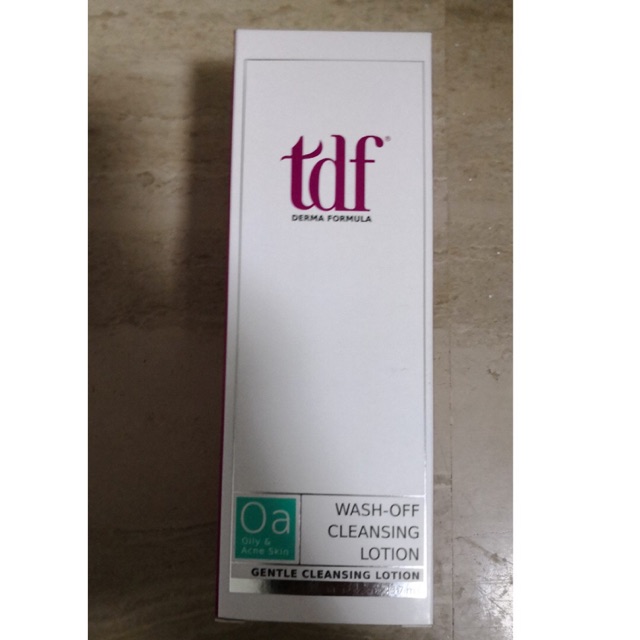 tdf®
DERMA FORMULA
Oa
Oily &
Acne Skin
WASH-OFF
CLEANSING
LOTION
GENTLE CLEANSING LOTION